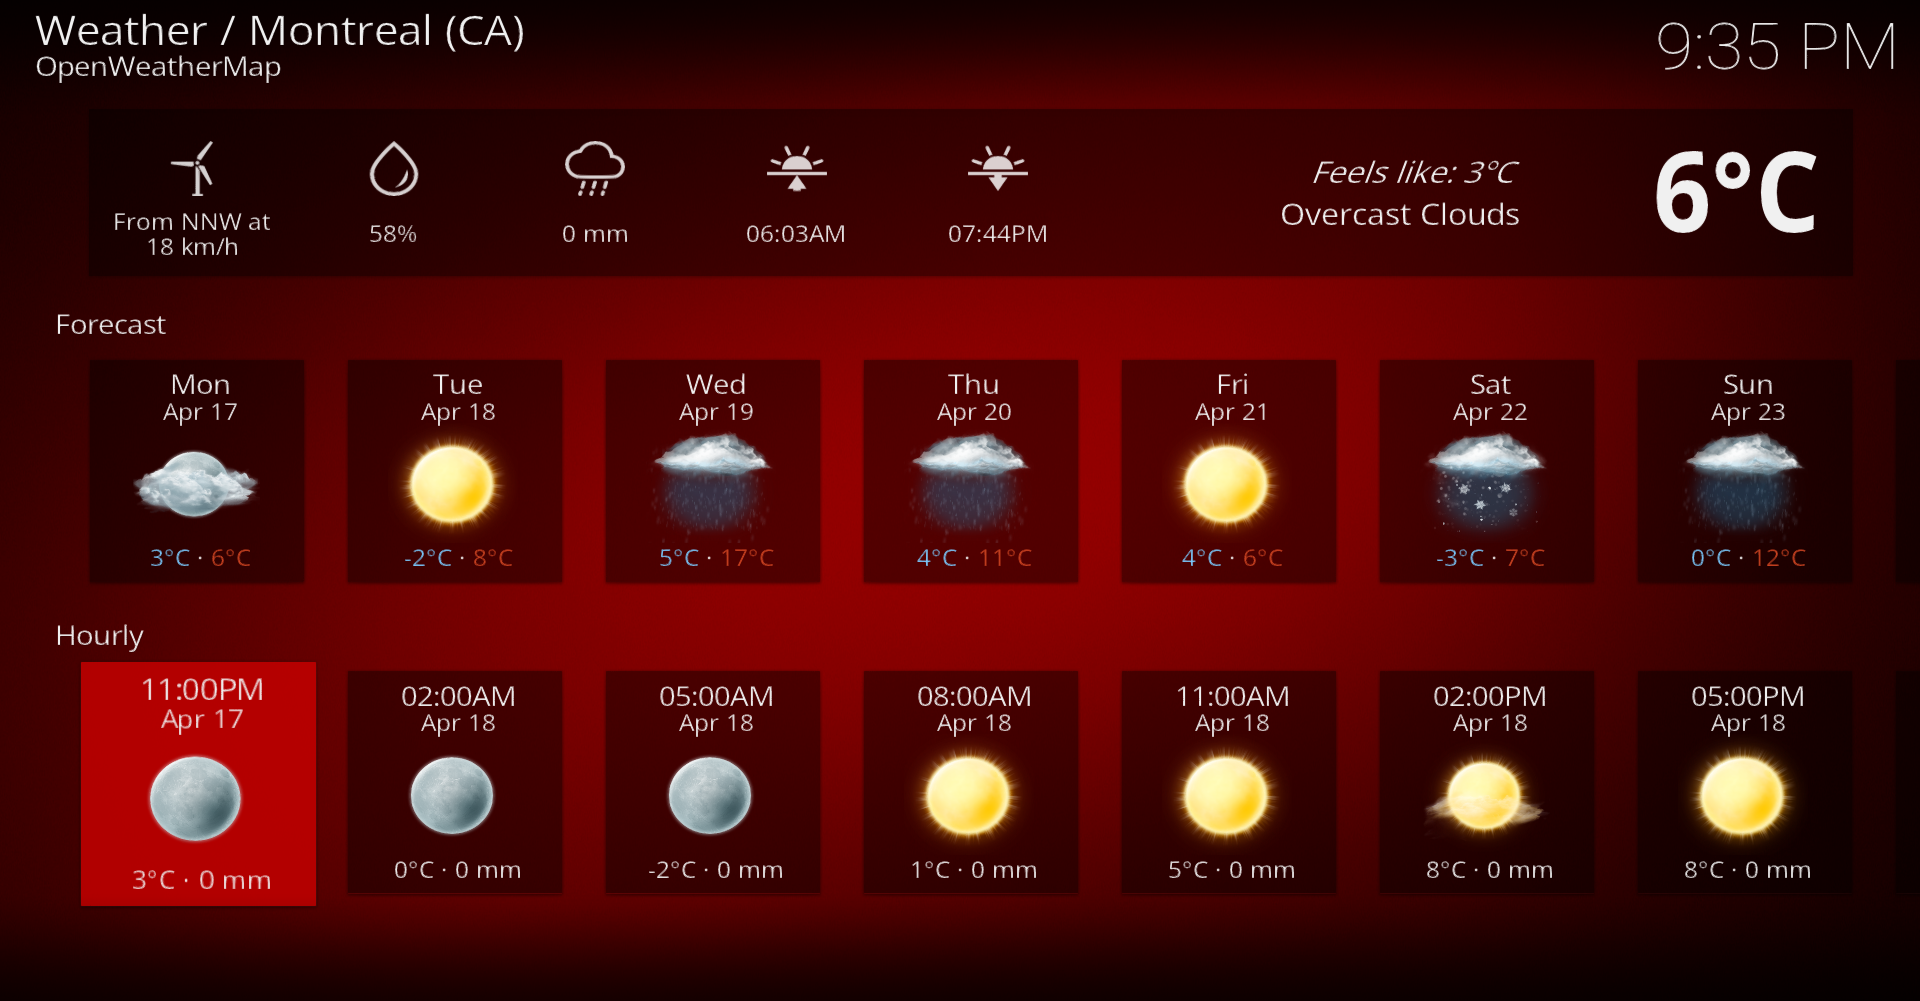 Weather / Montreal (CA)
OpenWeatherMap
9:35 PM
From NNW at
18 km/h
58%
0 mm
06:03AM
07:44PM
Feels like: 3°C
Overcast Clouds
6°C
Forecast
Mon
Apr 17
3°C · 6°C
Tue
Apr 18
-2°C · 8°C
Wed
Apr 19
5°C · 17°C
Thu
Apr 20
4°C · 11°C
Fri
Apr 21
4°C · 6°C
Sat
Apr 22
-3°C · 7°C
Sun
Apr 23
0°C · 12°C
Hourly
11:00PM
Apr 17
3°C · 0 mm
02:00AM
Apr 18
0°C · 0 mm
05:00AM
Apr 18
-2°C · 0 mm
08:00AM
Apr 18
1°C · 0 mm
11:00AM
Apr 18
5°C · 0 mm
02:00PM
Apr 18
8°C · 0 mm
05:00PM
Apr 18
8°C · 0 mm